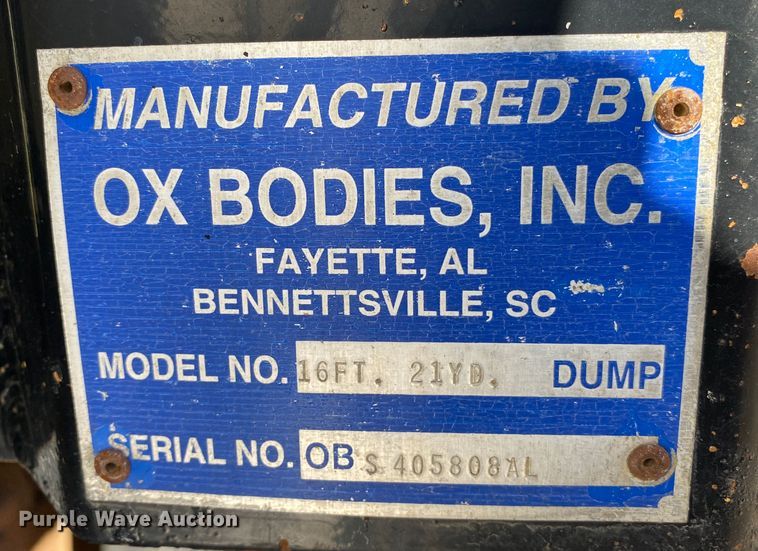 MANUFACTURED BY
OX BODIES, INC.
FAYETTE, AL
BENNETTSVILLE, SC
MODEL NO. 16FT. 21YD. DUMP
SERIAL NO. OB S 405808AL
Purple Wave Auction